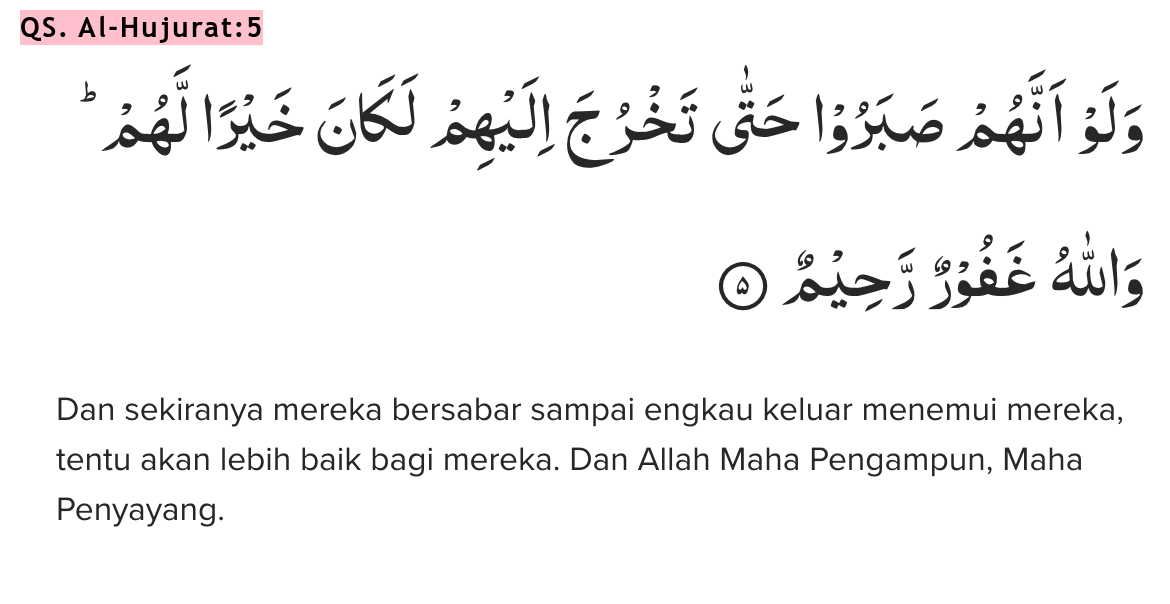 QS. Al-Hujurat:5
وَلَوْ اَنَّهُمْ صَبَرُوْا حَتّٰى تَخْرُجَ اِلَيْهِمْ لَكَانَ خَيْرًا لَّهُمْ ۗ
وَاللّٰهُ غَفُوْرٌ رَّحِيْمٌ ۝٥
Dan sekiranya mereka bersabar sampai engkau keluar menemui mereka,
tentu akan lebih baik bagi mereka. Dan Allah Maha Pengampun, Maha
Penyayang.